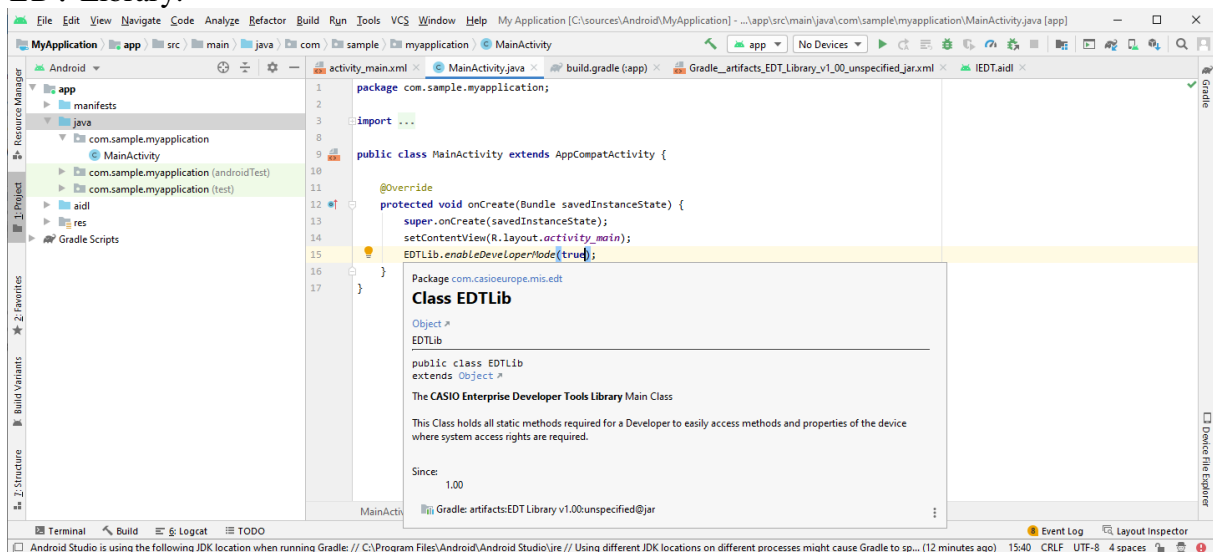 EDT Library.
File Edit View Navigate Code Analyze Refactor Build Run Tools VCS Window Help My Application [C:\sources\Android\MyApplication] - ...\app\src\main\java\com\sample\myapplication\MainActivity.java [app]
MyApplication app src main java com sample myapplication MainActivity app No Devices
Android activity_main.xml MainActivity.java build.gradle (:app) Gradle__artifacts_EDT_Library_v1_00_unspecified_jar.xml IEDT.aidl
Resource Manager
1: Project
2: Favorites
Build Variants
7: Structure
app
manifests
java
com.sample.myapplication
MainActivity
com.sample.myapplication (androidTest)
com.sample.myapplication (test)
aidl
res
Gradle Scripts
1 package com.sample.myapplication;
2
3 import ...
8
9 public class MainActivity extends AppCompatActivity {
10
11 @Override
12 protected void onCreate(Bundle savedInstanceState) {
13 super.onCreate(savedInstanceState);
14 setContentView(R.layout.activity_main);
15 EDTLib.enableDeveloperMode(true);
16 }
17 }
Package com.casioeurope.mis.edt
Class EDTLib
Object
EDTLib
public class EDTLib
extends Object
The CASIO Enterprise Developer Tools Library Main Class
This Class holds all static methods required for a Developer to easily access methods and properties of the device
where system access rights are required.
Since:
1.00
Gradle: artifacts:EDT Library v1.00:unspecified@jar
MainActiv
Gradle
Device File Explorer
Terminal Build 6: Logcat TODO 8 Event Log Layout Inspector
Android Studio is using the following JDK location when running Gradle: // C:\Program Files\Android\Android Studio\jre // Using different JDK locations on different processes might cause Gradle to sp... (12 minutes ago) 15:40 CRLF UTF-8 4 spaces